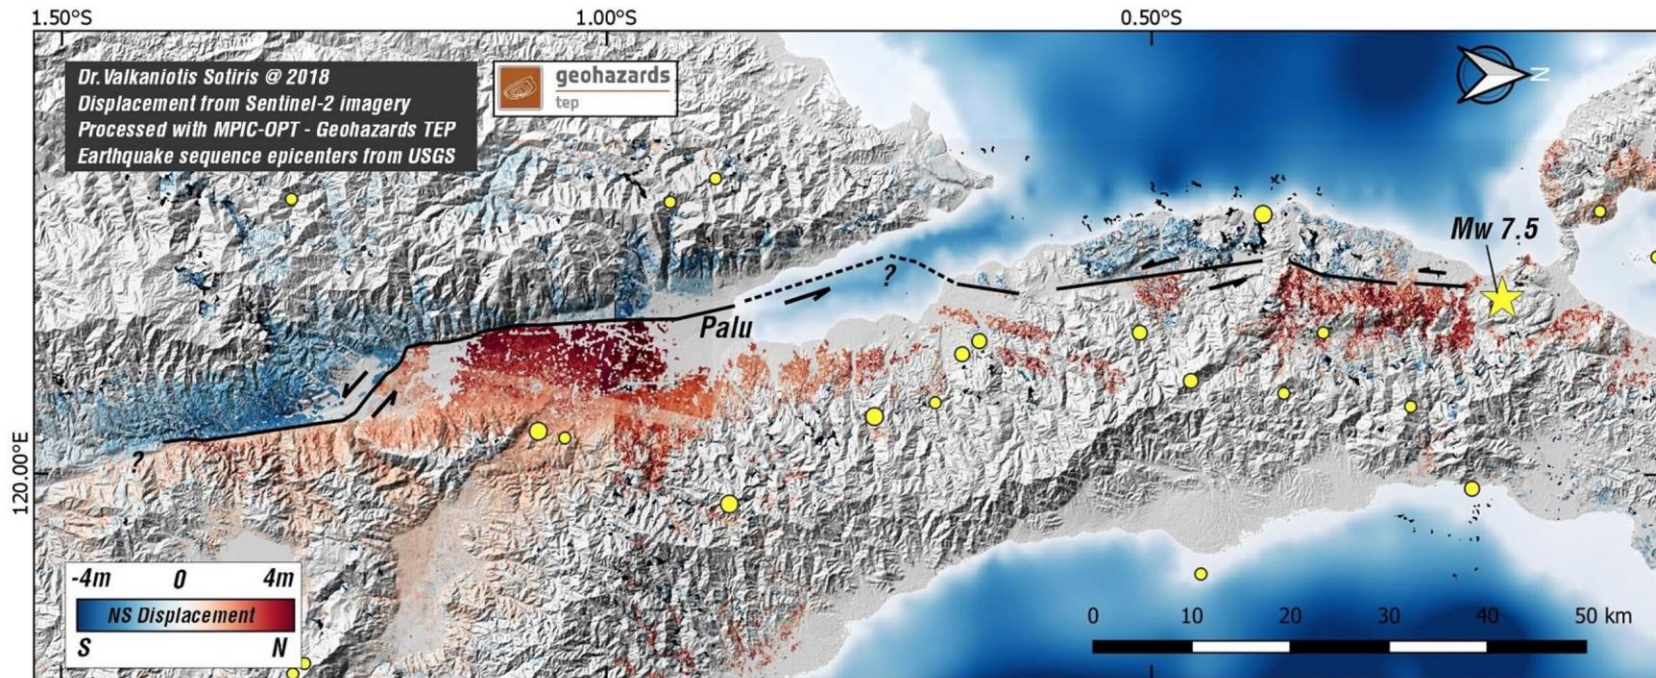 1.50°S 1.00°S 0.50°S
Dr.Valkaniotis Sotiris @ 2018
Displacement from Sentinel-2 imagery
Processed with MPIC-OPT - Geohazards TEP
Earthquake sequence epicenters from USGS
geohazards
tep
N
Mw 7.5
?
Palu
?
120.00°E
-4m 0 4m
NS Displacement
S N
0 10 20 30 40 50 km